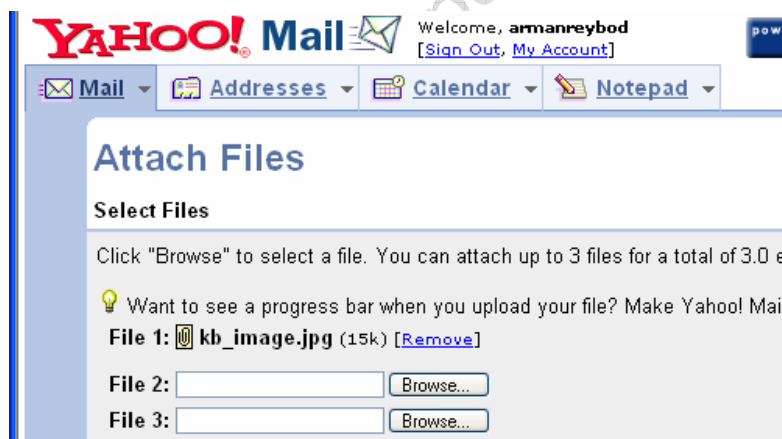 YAHOO! Mail Welcome, armanreybod
[Sign Out, My Account]
pow
Mail Addresses Calendar Notepad
Attach Files
Select Files
Click "Browse" to select a file. You can attach up to 3 files for a total of 3.0 e
Want to see a progress bar when you upload your file? Make Yahoo! Mai
File 1: kb_image.jpg (15k) [Remove]
File 2: Browse...
File 3: Browse...